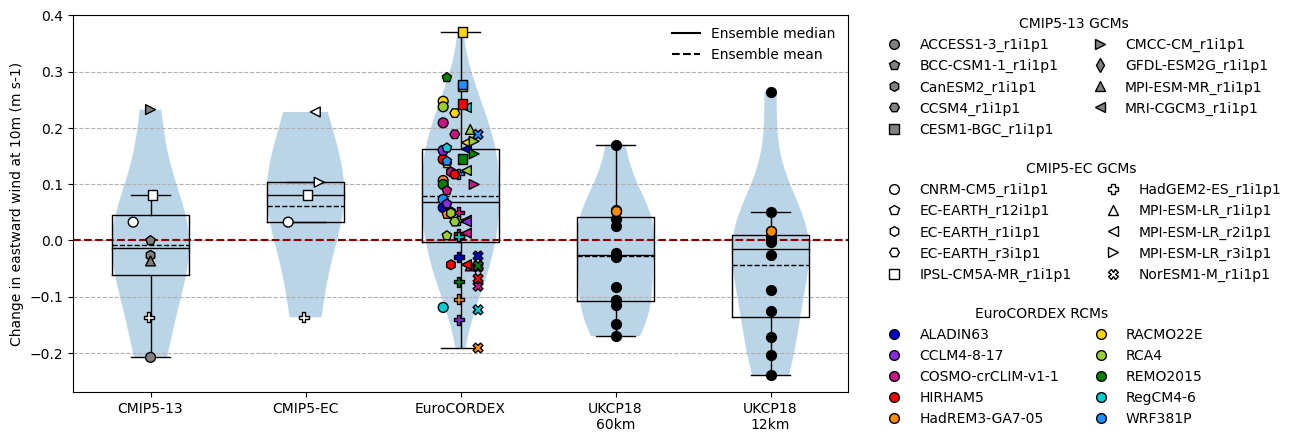 Change in eastward wind at 10m (m s-1)
0.4
0.3
0.2
0.1
0.0
−0.1
−0.2
CMIP5-13
CMIP5-EC
EuroCORDEX
UKCP18
60km
UKCP18
12km
Ensemble median
Ensemble mean
CMIP5-13 GCMs
ACCESS1-3_r1i1p1
BCC-CSM1-1_r1i1p1
CanESM2_r1i1p1
CCSM4_r1i1p1
CESM1-BGC_r1i1p1
CMCC-CM_r1i1p1
GFDL-ESM2G_r1i1p1
MPI-ESM-MR_r1i1p1
MRI-CGCM3_r1i1p1
CMIP5-EC GCMs
CNRM-CM5_r1i1p1
EC-EARTH_r12i1p1
EC-EARTH_r1i1p1
EC-EARTH_r3i1p1
IPSL-CM5A-MR_r1i1p1
HadGEM2-ES_r1i1p1
MPI-ESM-LR_r1i1p1
MPI-ESM-LR_r2i1p1
MPI-ESM-LR_r3i1p1
NorESM1-M_r1i1p1
EuroCORDEX RCMs
ALADIN63
CCLM4-8-17
COSMO-crCLIM-v1-1
HIRHAM5
HadREM3-GA7-05
RACMO22E
RCA4
REMO2015
RegCM4-6
WRF381P